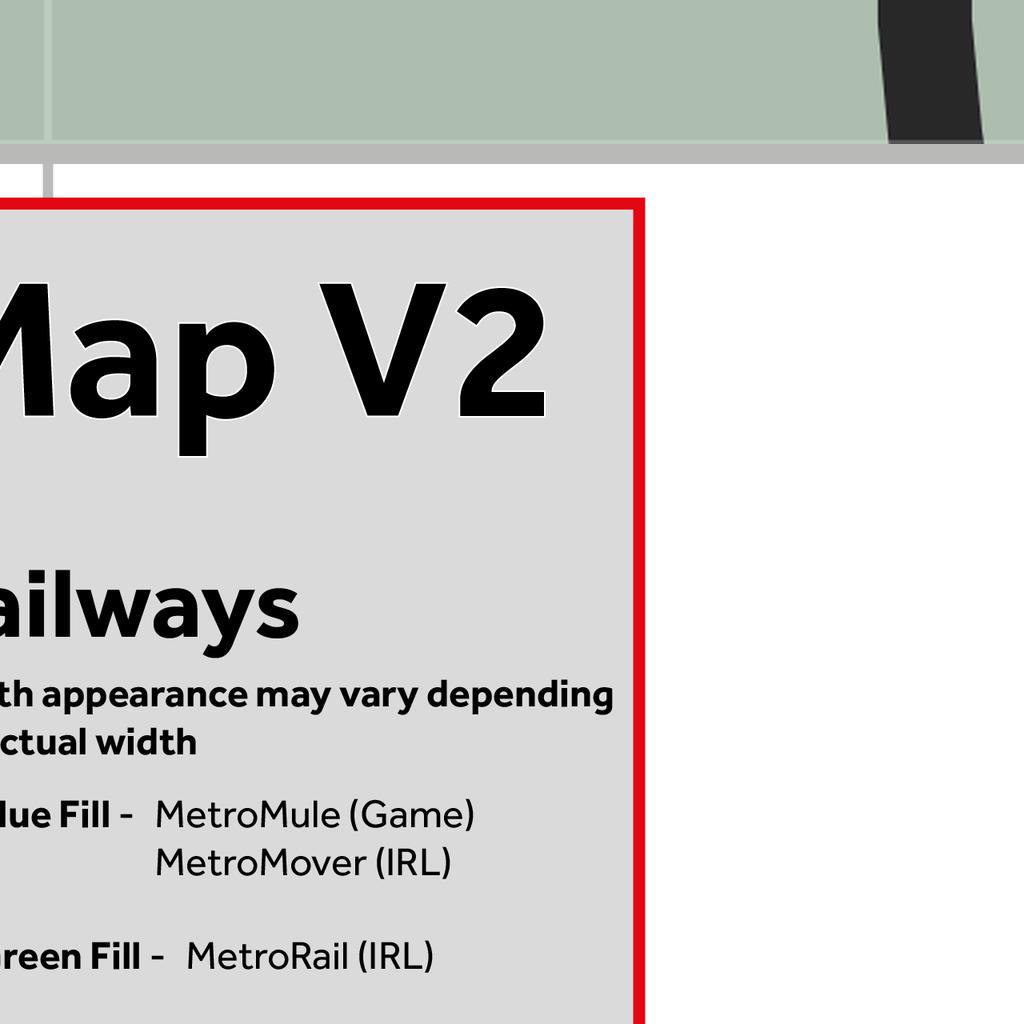 Map V2
ailways
th appearance may vary depending
ctual width
lue Fill - MetroMule (Game)
MetroMover (IRL)
reen Fill - MetroRail (IRL)